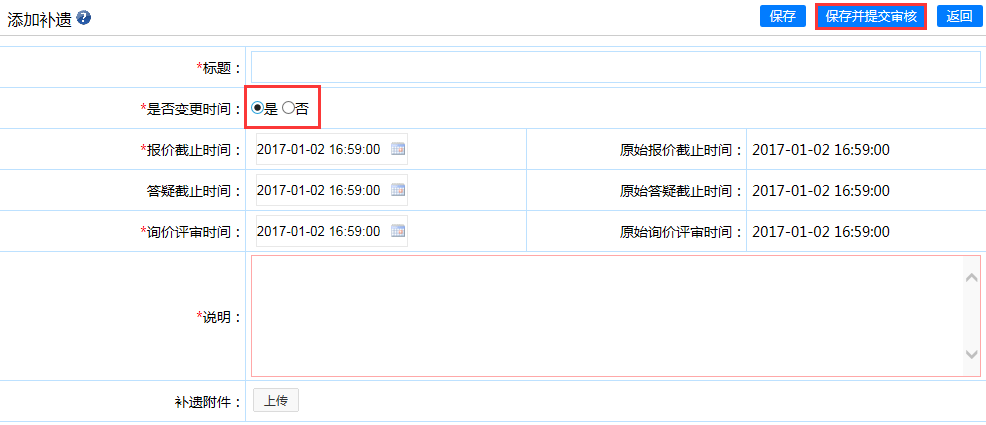 添加补遗 ? 保存 保存并提交审核 返回
*标题：
*是否变更时间： 是 否
*报价截止时间： 2017-01-02 16:59:00 原始报价截止时间： 2017-01-02 16:59:00
答疑截止时间： 2017-01-02 16:59:00 原始答疑截止时间： 2017-01-02 16:59:00
*询价评审时间： 2017-01-02 16:59:00 原始询价评审时间： 2017-01-02 16:59:00
*说明：
补遗附件： 上传